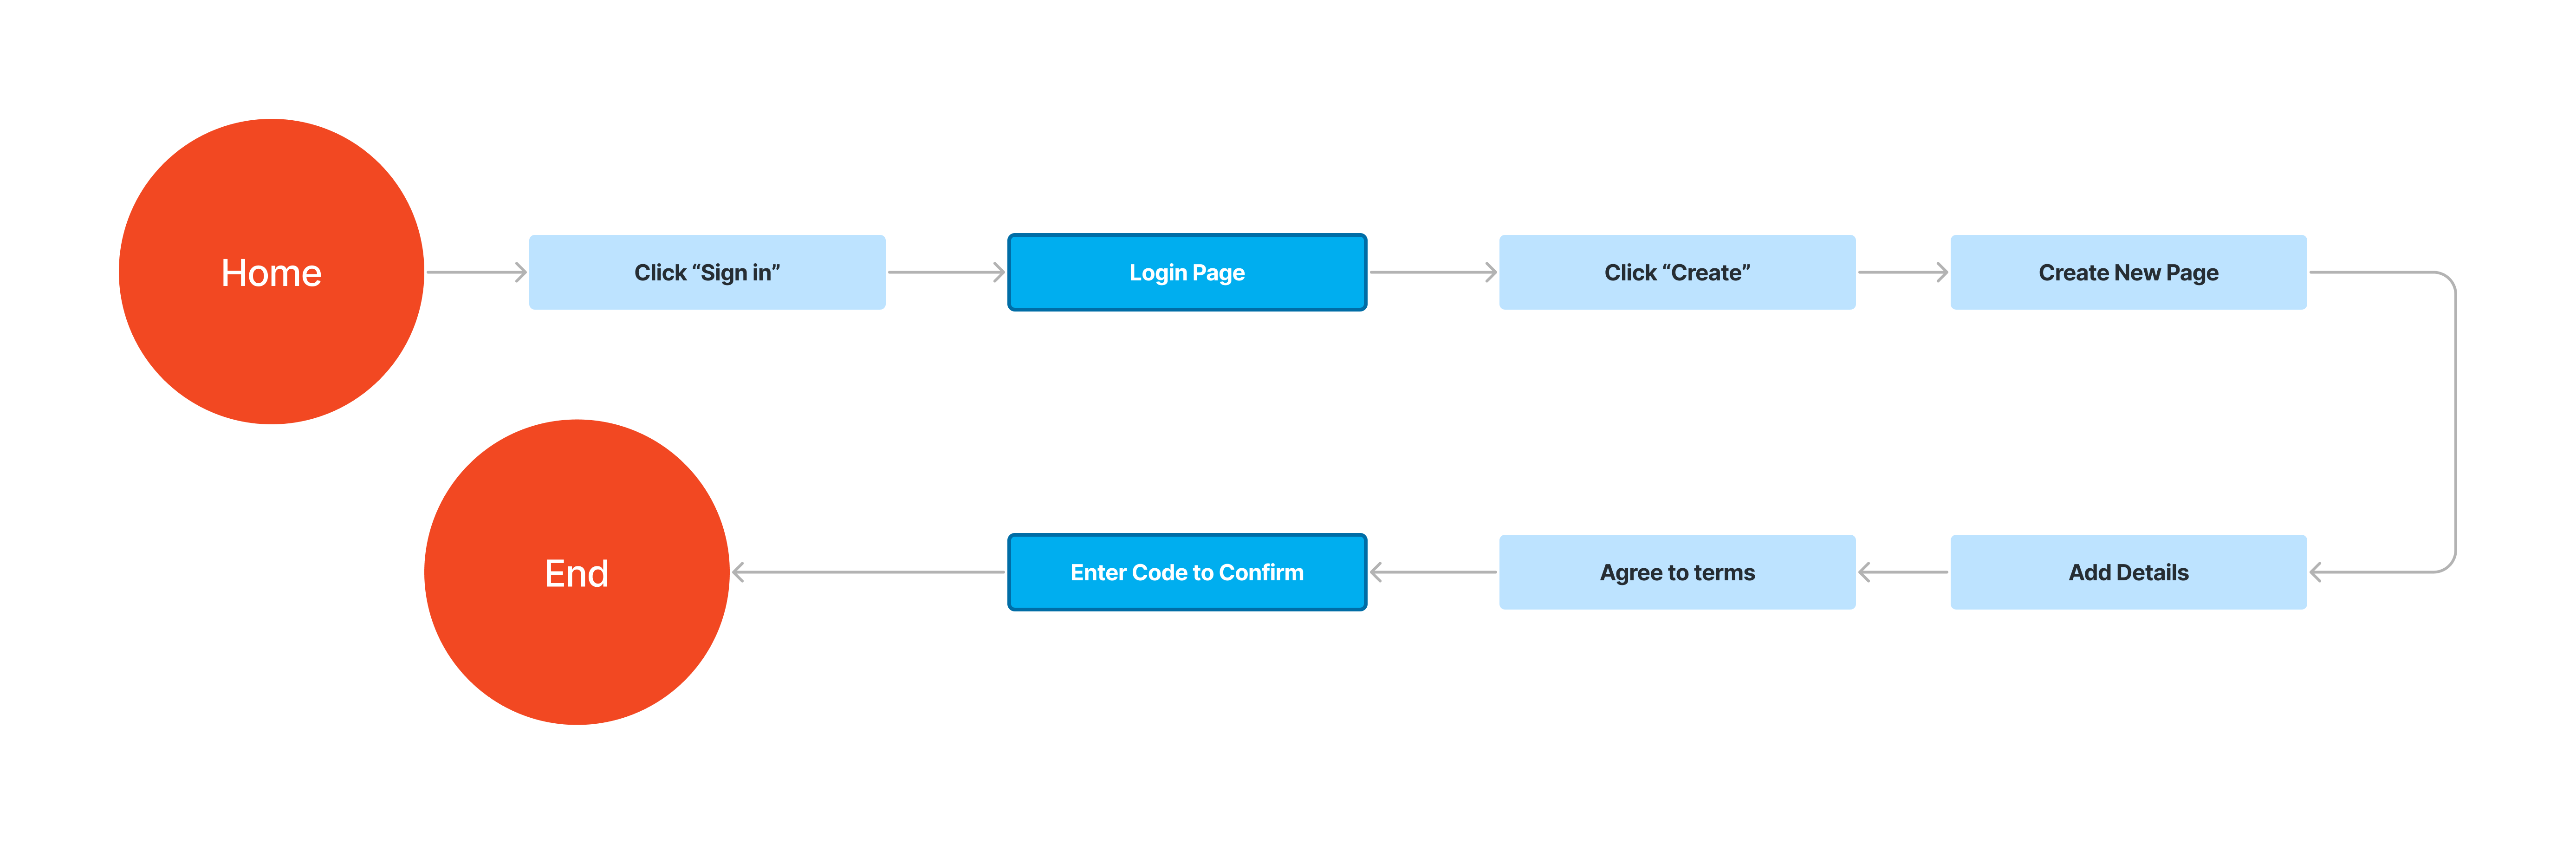 Home
Click “Sign in”
Login Page
Click “Create”
Create New Page
End
Enter Code to Confirm
Agree to terms
Add Details